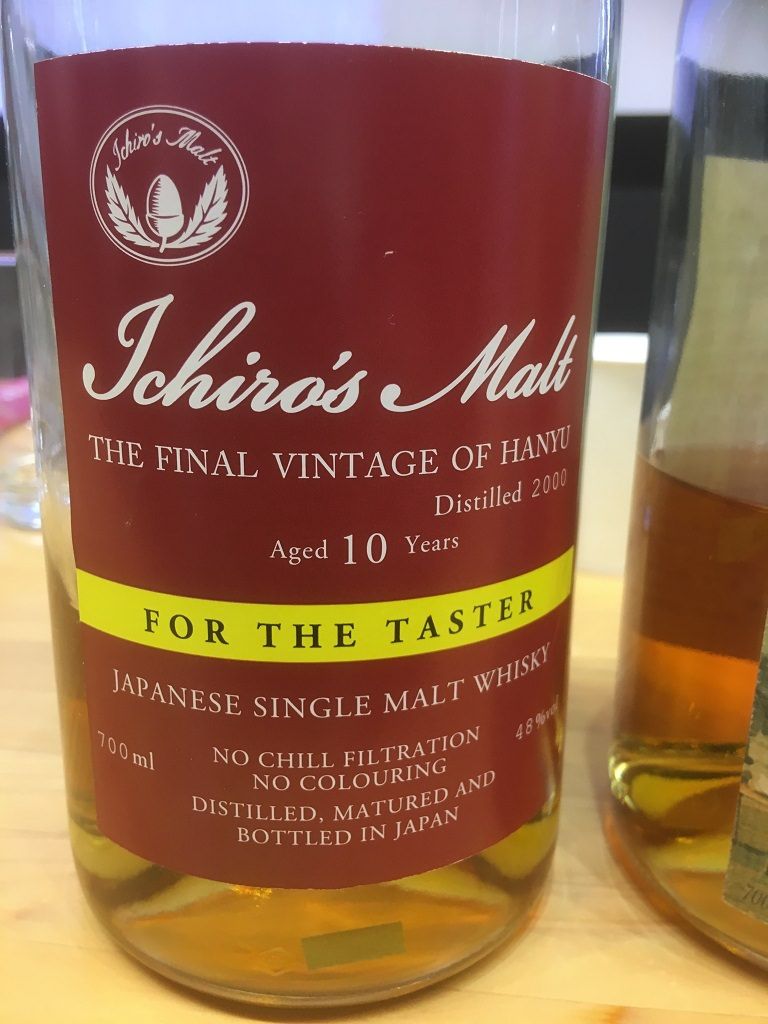 Ichiro's Malt
Ichiro's Malt
THE FINAL VINTAGE OF HANYU
Distilled 2000
Aged 10 Years
FOR THE TASTER
JAPANESE SINGLE MALT WHISKY
700ml
48%vol
NO CHILL FILTRATION
NO COLOURING
DISTILLED, MATURED AND
BOTTLED IN JAPAN